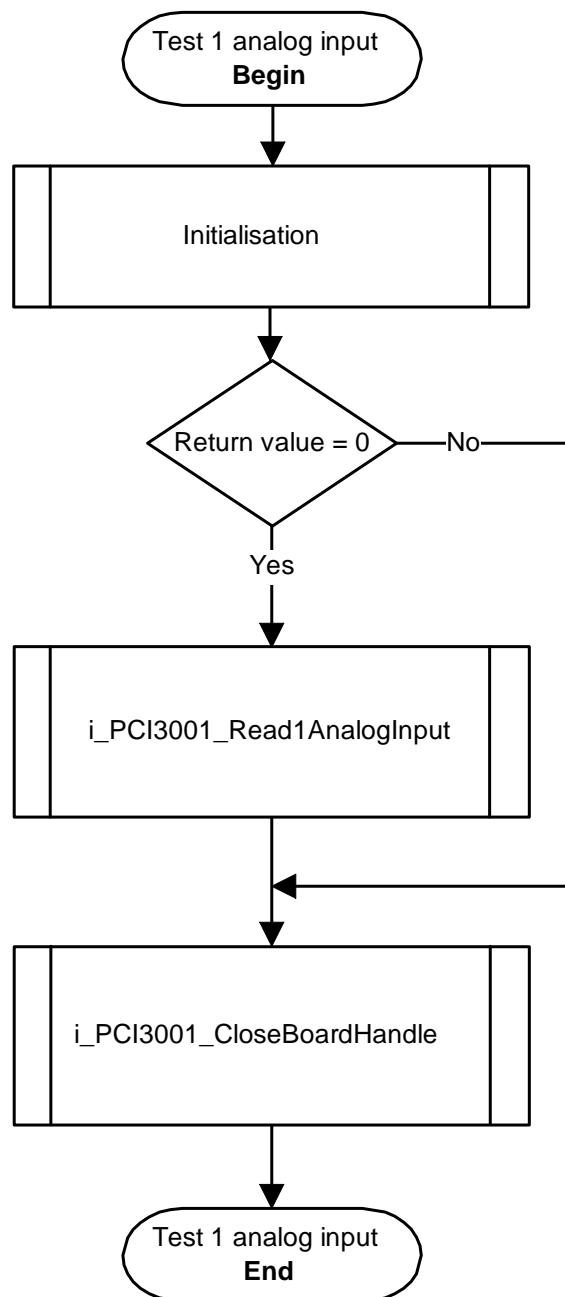 Test 1 analog input
Begin
Initialisation
Return value = 0
No
Yes
i_PCI3001_Read1AnalogInput
i_PCI3001_CloseBoardHandle
Test 1 analog input
End